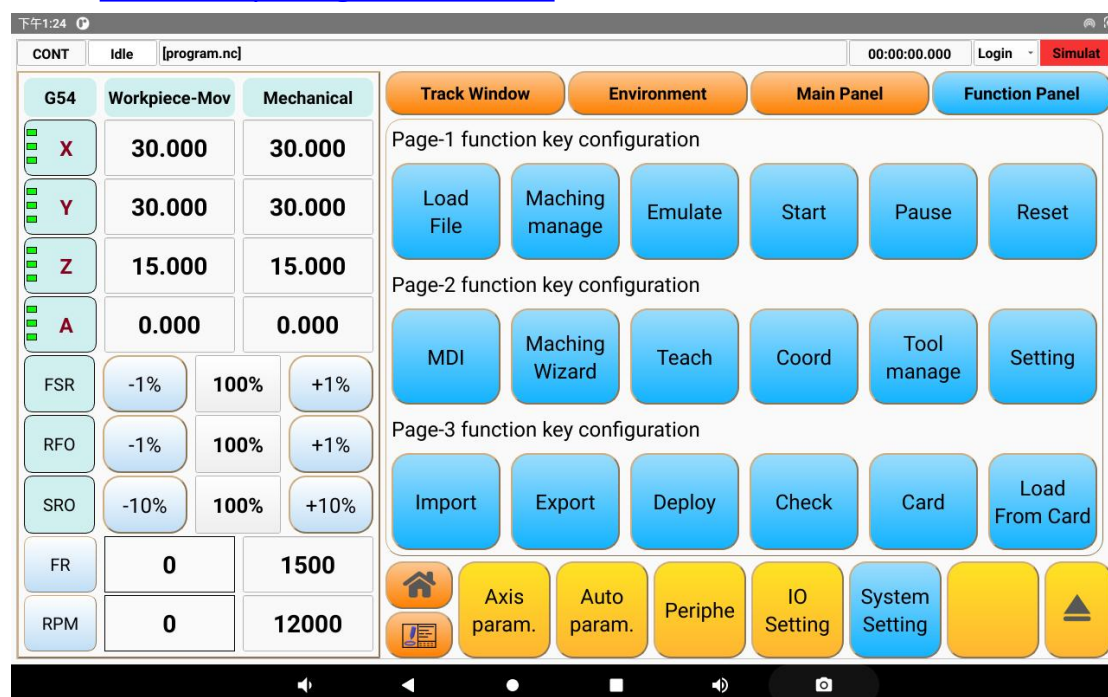 下午1:24
CONT Idle [program.nc] 00:00:00.000 Login Simulat
G54 Workpiece-Mov Mechanical
X 30.000 30.000
Y 30.000 30.000
Z 15.000 15.000
A 0.000 0.000
FSR -1% 100% +1%
RFO -1% 100% +1%
SRO -10% 100% +10%
FR 0 1500
RPM 0 12000
Track Window Environment Main Panel Function Panel
Page-1 function key configuration
Load File Maching manage Emulate Start Pause Reset
Page-2 function key configuration
MDI Maching Wizard Teach Coord Tool manage Setting
Page-3 function key configuration
Import Export Deploy Check Card Load From Card
Axis param. Auto param. Periphe IO Setting System Setting